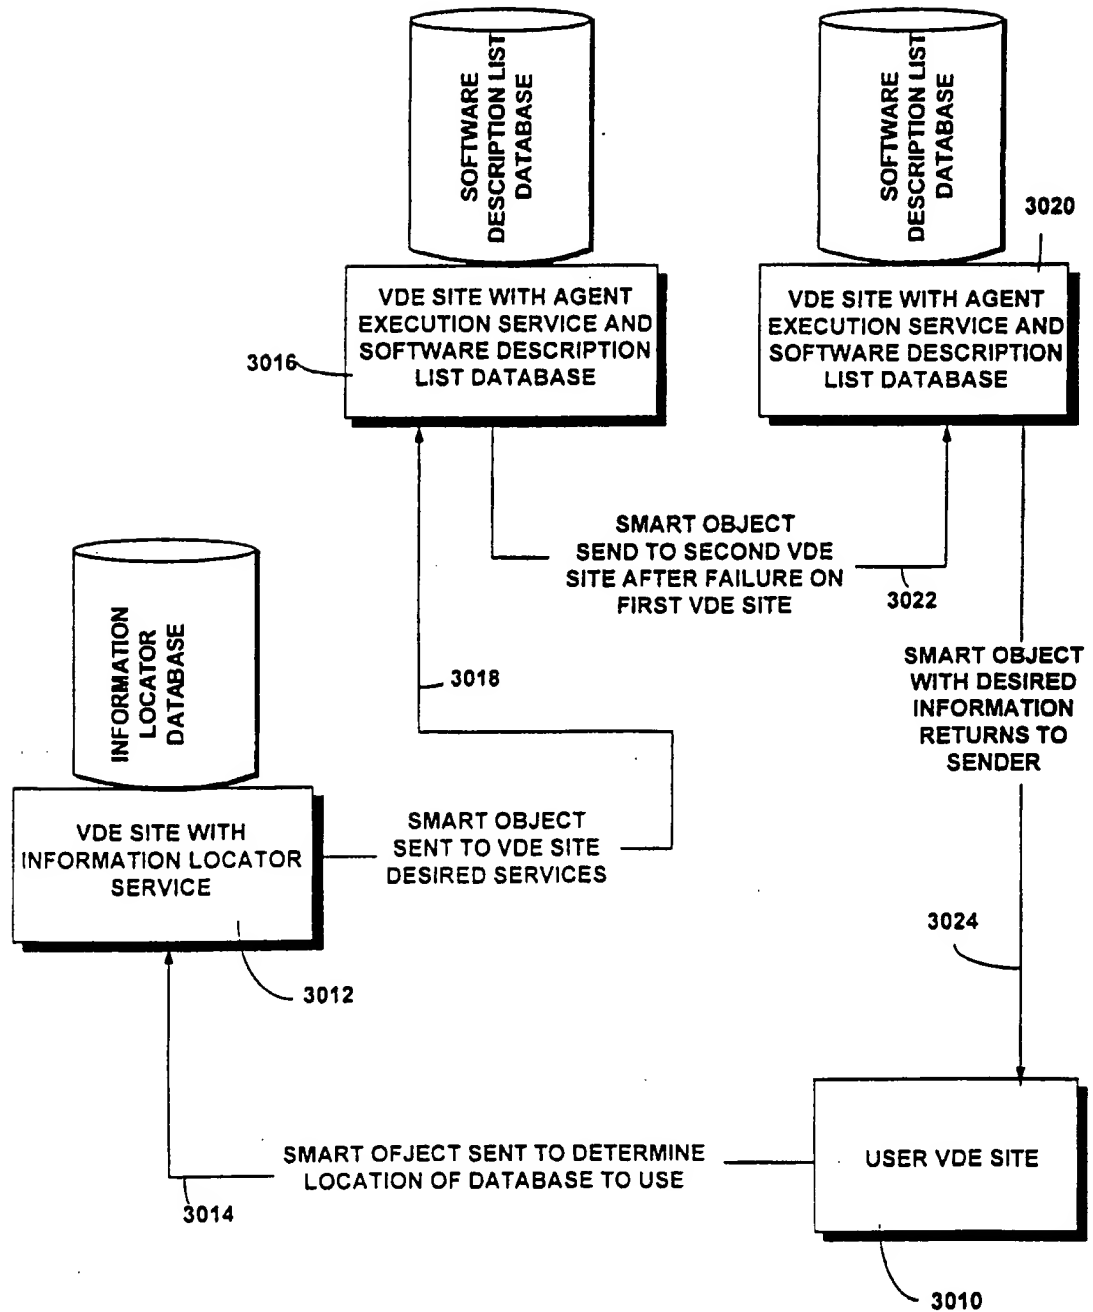 SOFTWARE
DESCRIPTION LIST
DATABASE
SOFTWARE
DESCRIPTION LIST
DATABASE
3020
VDE SITE WITH AGENT
EXECUTION SERVICE AND
SOFTWARE DESCRIPTION
LIST DATABASE
3016
VDE SITE WITH AGENT
EXECUTION SERVICE AND
SOFTWARE DESCRIPTION
LIST DATABASE
SMART OBJECT
SEND TO SECOND VDE
SITE AFTER FAILURE ON
FIRST VDE SITE
3022
INFORMATION
LOCATOR
DATABASE
3018
SMART OBJECT
WITH DESIRED
INFORMATION
RETURNS TO
SENDER
VDE SITE WITH
INFORMATION LOCATOR
SERVICE
SMART OBJECT
SENT TO VDE SITE
DESIRED SERVICES
3012
3024
SMART OFJECT SENT TO DETERMINE
LOCATION OF DATABASE TO USE
3014
USER VDE SITE
3010